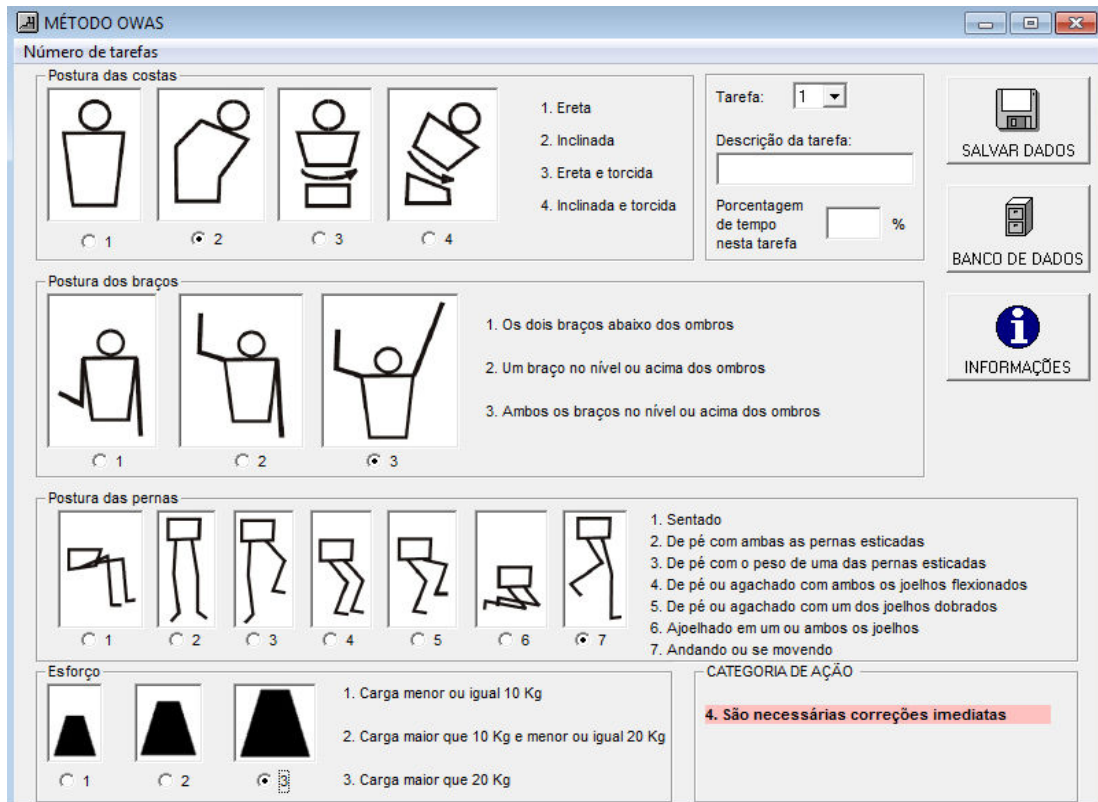 MÉTODO OWAS
Número de tarefas
Postura das costas
1. Ereta
2. Inclinada
3. Ereta e torcida
4. Inclinada e torcida
1 2 3 4
Tarefa: 1
Descrição da tarefa:
Porcentagem
de tempo
nesta tarefa
%
SALVAR DADOS
BANCO DE DADOS
INFORMAÇÕES
Postura dos braços
1. Os dois braços abaixo dos ombros
2. Um braço no nível ou acima dos ombros
3. Ambos os braços no nível ou acima dos ombros
1 2 3
Postura das pernas
1. Sentado
2. De pé com ambas as pernas esticadas
3. De pé com o peso de uma das pernas esticadas
4. De pé ou agachado com ambos os joelhos flexionados
5. De pé ou agachado com um dos joelhos dobrados
6. Ajoelhado em um ou ambos os joelhos
7. Andando ou se movendo
1 2 3 4 5 6 7
Esforço
1. Carga menor ou igual 10 Kg
2. Carga maior que 10 Kg e menor ou igual 20 Kg
3. Carga maior que 20 Kg
1 2 3
CATEGORIA DE AÇÃO
4. São necessárias correções imediatas